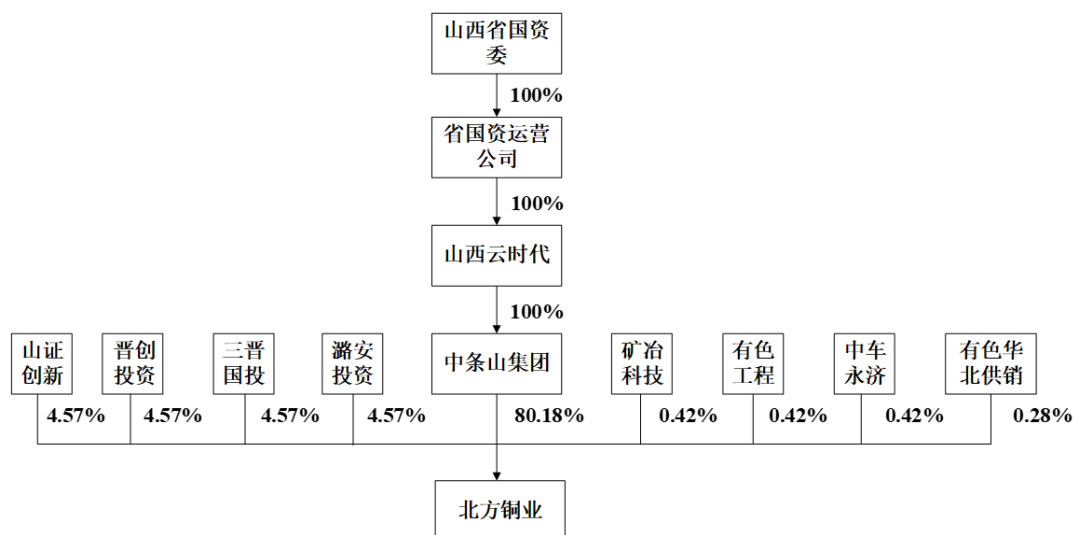 山西省国资
委
100%
省国资运营
公司
100%
山西云时代
100%
山证
创新
晋创
投资
三晋
国投
潞安
投资
中条山集团
矿冶
科技
有色
工程
中车
永济
有色华
北供销
4.57%
4.57%
4.57%
4.57%
80.18%
0.42%
0.42%
0.42%
0.28%
北方铜业